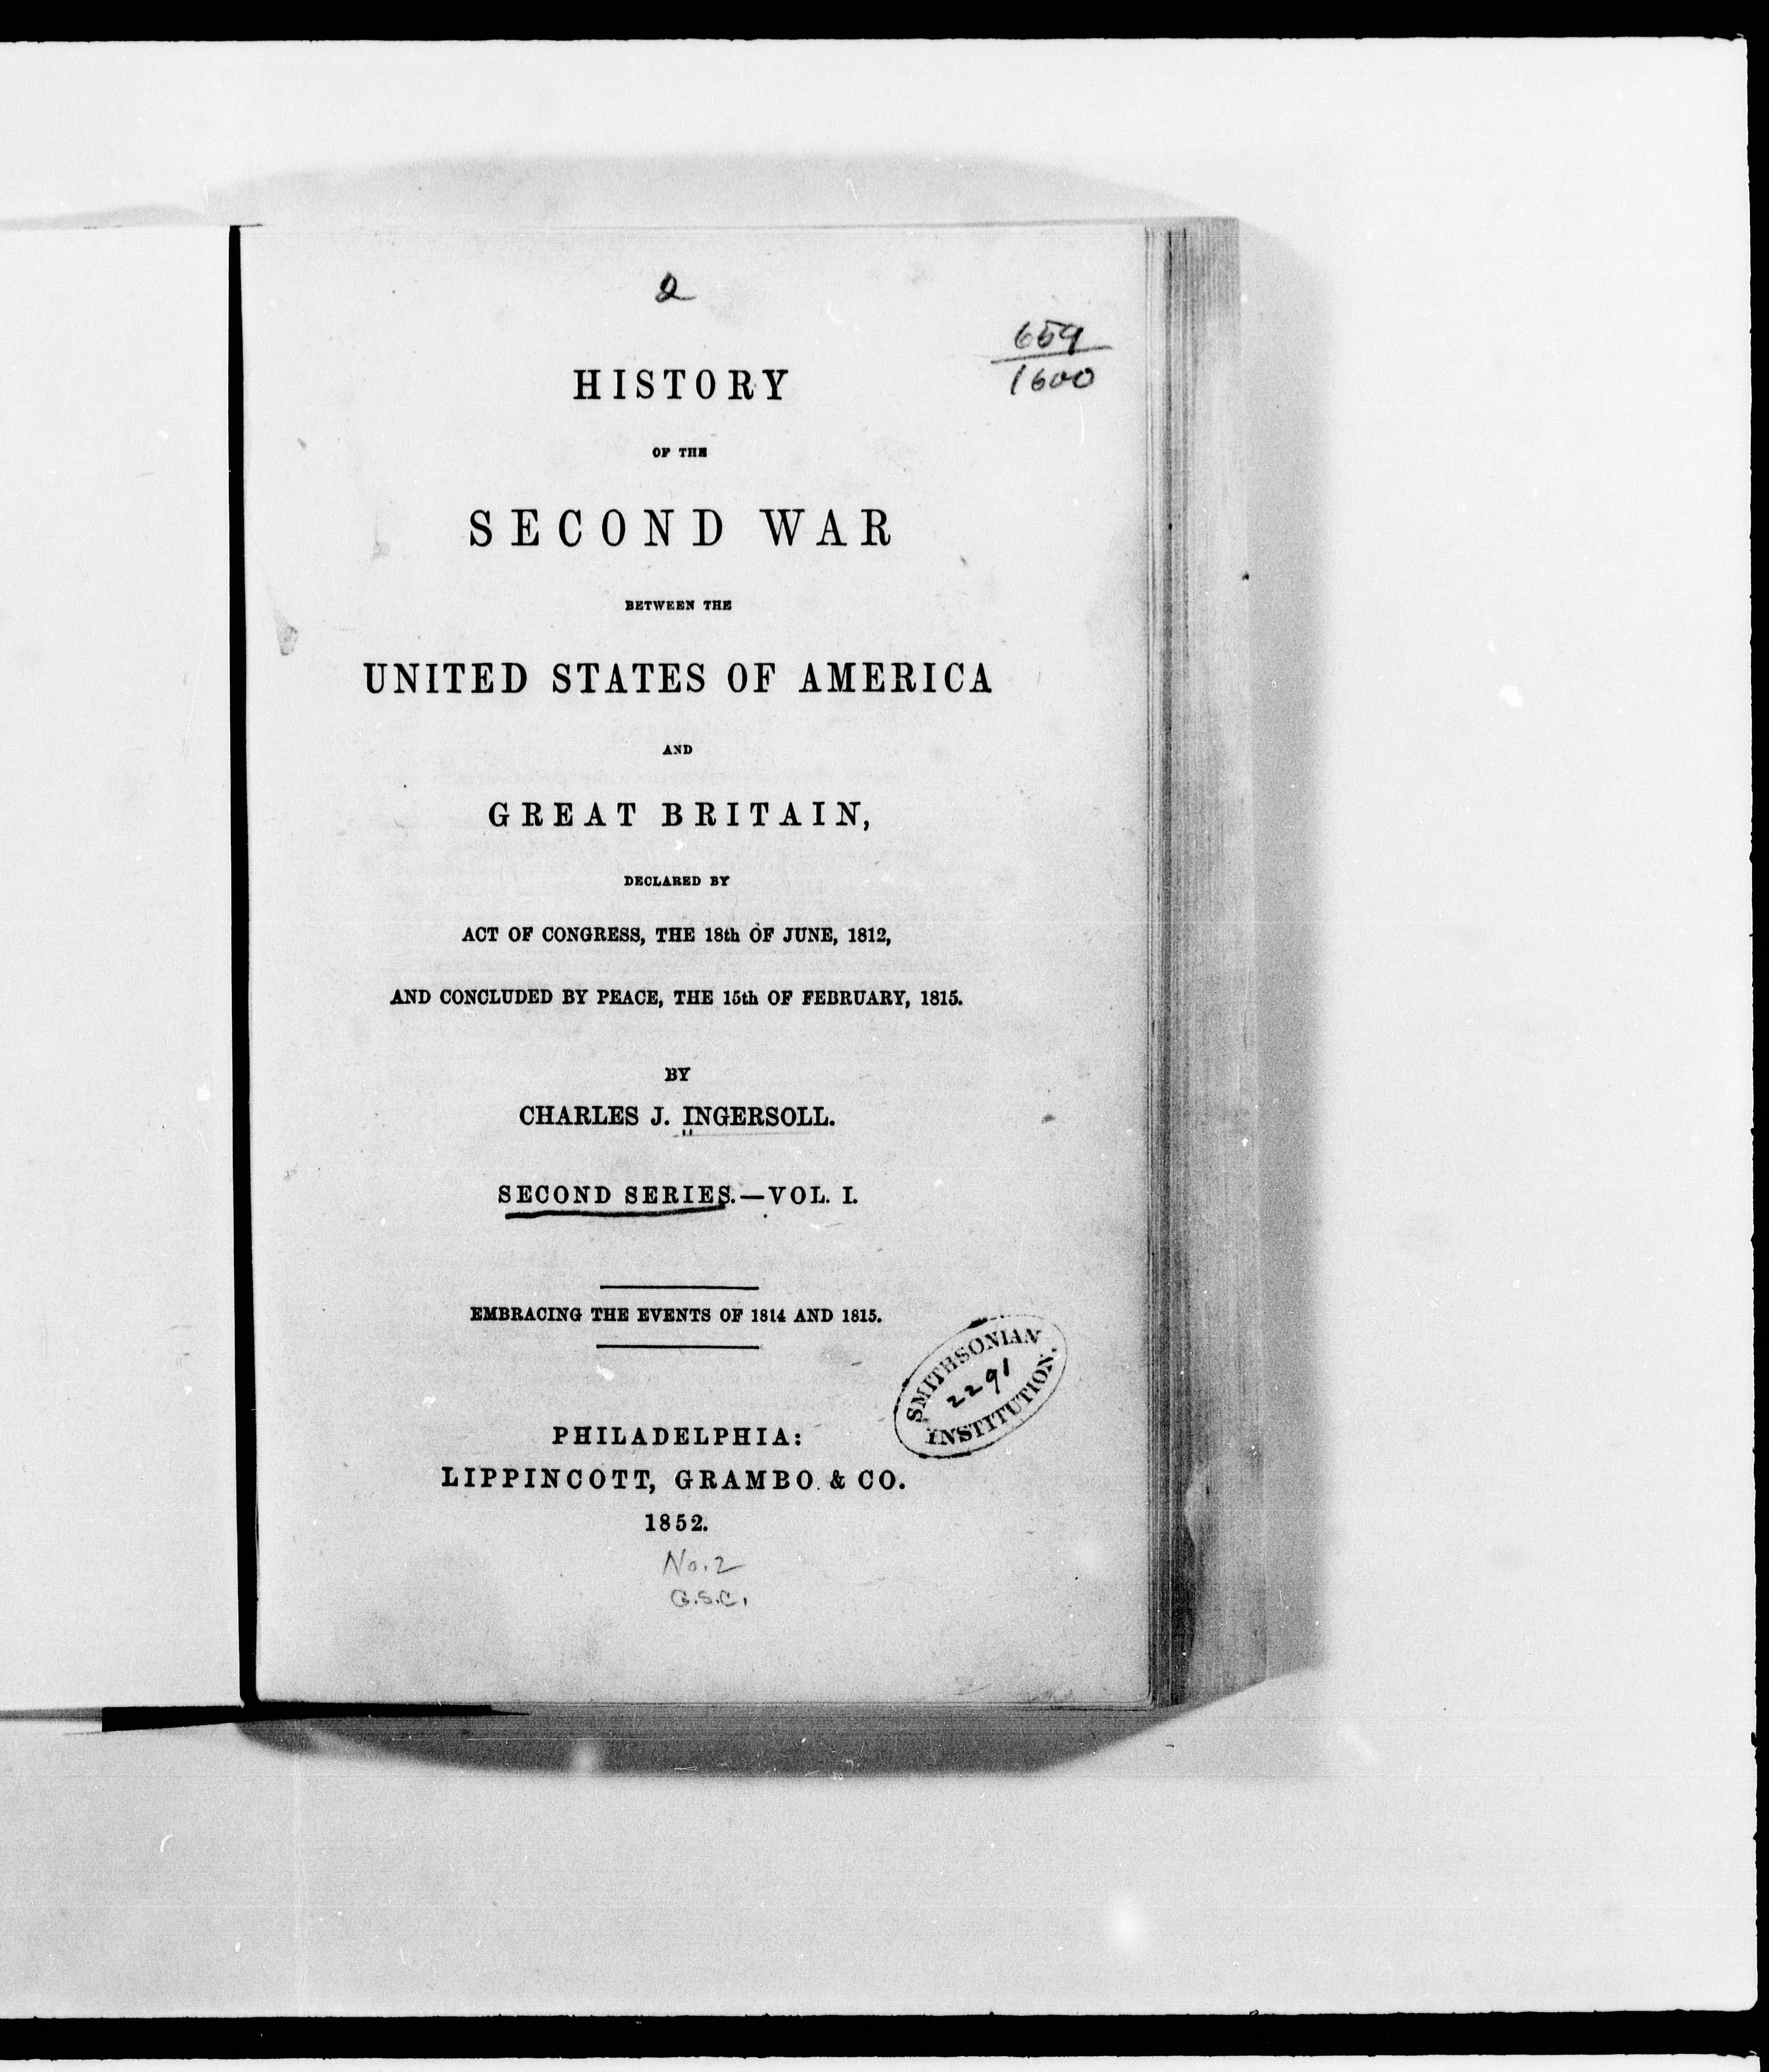 2
659
1600
HISTORY
OF THE
SECOND WAR
BETWEEN THE
UNITED STATES OF AMERICA
AND
GREAT BRITAIN,
DECLARED BY
ACT OF CONGRESS, THE 18th OF JUNE, 1812,
AND CONCLUDED BY PEACE, THE 15th OF FEBRUARY, 1815.
BY
CHARLES J. INGERSOLL.
SECOND SERIES.—VOL. I.
EMBRACING THE EVENTS OF 1814 AND 1815.
SMITHSONIAN
2291
INSTITUTION.
PHILADELPHIA:
LIPPINCOTT, GRAMBO & CO.
1852.
No. 2
G.S.C.